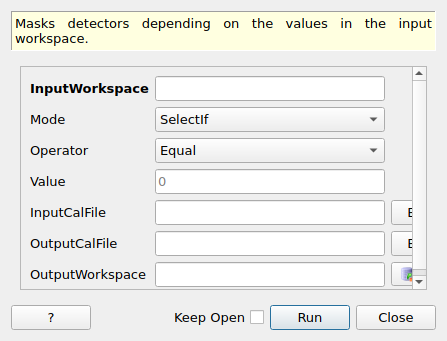 Masks detectors depending on the values in the input
workspace.
InputWorkspace
Mode SelectIf
Operator Equal
Value 0
InputCalFile
OutputCalFile
OutputWorkspace
? Keep Open Run Close